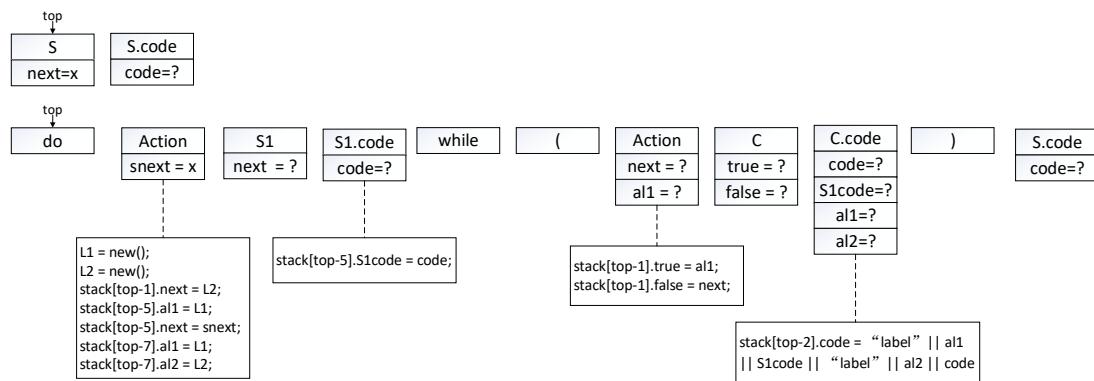 top
S
next=x
S.code
code=?
top
do
Action
snext = x
S1
next = ?
S1.code
code=?
while
(
Action
next = ?
al1 = ?
C
true = ?
false = ?
C.code
code=?
S1code=?
al1=?
al2=?
)
S.code
code=?
L1 = new();
L2 = new();
stack[top-1].next = L2;
stack[top-5].al1 = L1;
stack[top-5].next = snext;
stack[top-7].al1 = L1;
stack[top-7].al2 = L2;
stack[top-5].S1code = code;
stack[top-1].true = al1;
stack[top-1].false = next;
stack[top-2].code = “label” || al1
|| S1code || “label” || al2 || code